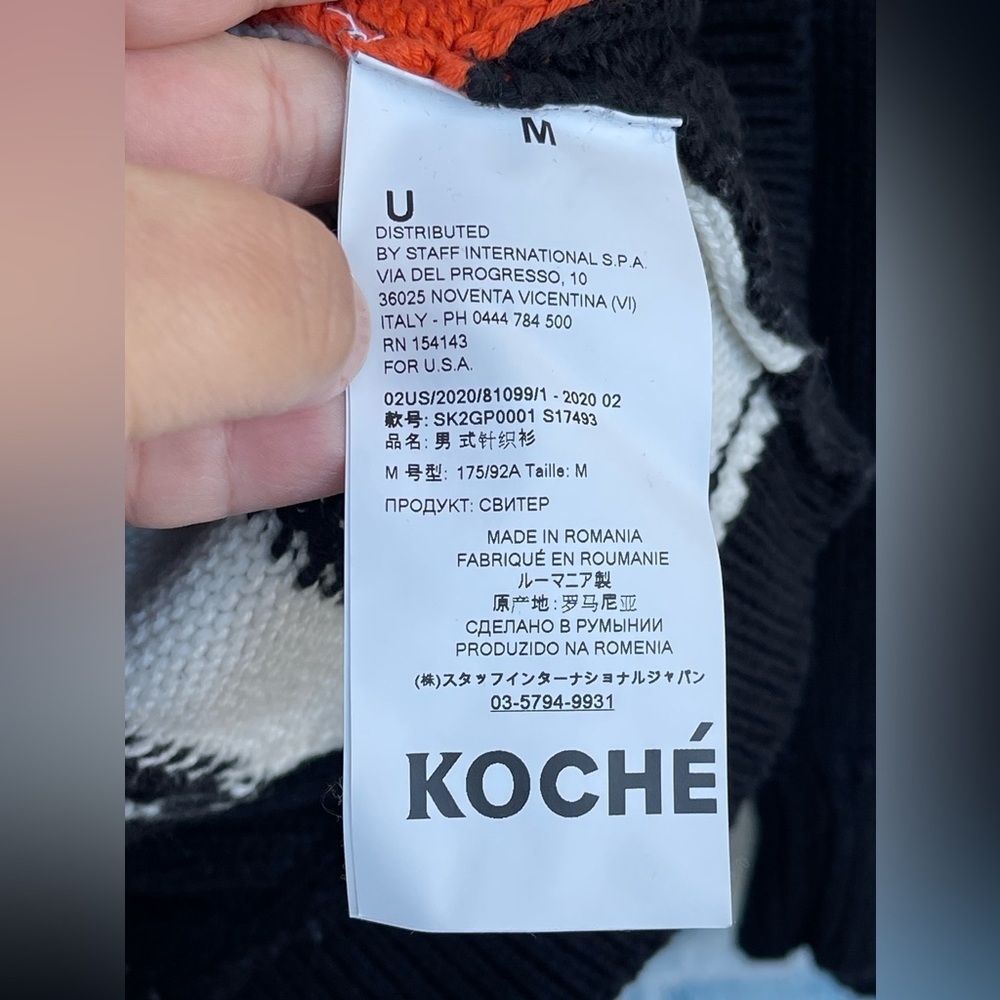 M
U
DISTRIBUTED
BY STAFF INTERNATIONAL S.P.A.
VIA DEL PROGRESSO, 10
36025 NOVENTA VICENTINA (VI)
ITALY - PH 0444 784 500
RN 154143
FOR U.S.A.
02US/2020/81099/1 - 2020 02
款号: SK2GP0001 S17493
品名: 男式针织衫
M 号型: 175/92A Taille: M
ПРОДУКТ: СВИТЕР
MADE IN ROMANIA
FABRIQUÉ EN ROUMANIE
ルーマニア製
原产地: 罗马尼亚
СДЕЛАНО В РУМЫНИИ
PRODUZIDO NA ROMENIA
(株)スタッフインターナショナルジャパン
03-5794-9931
KOCHÉ